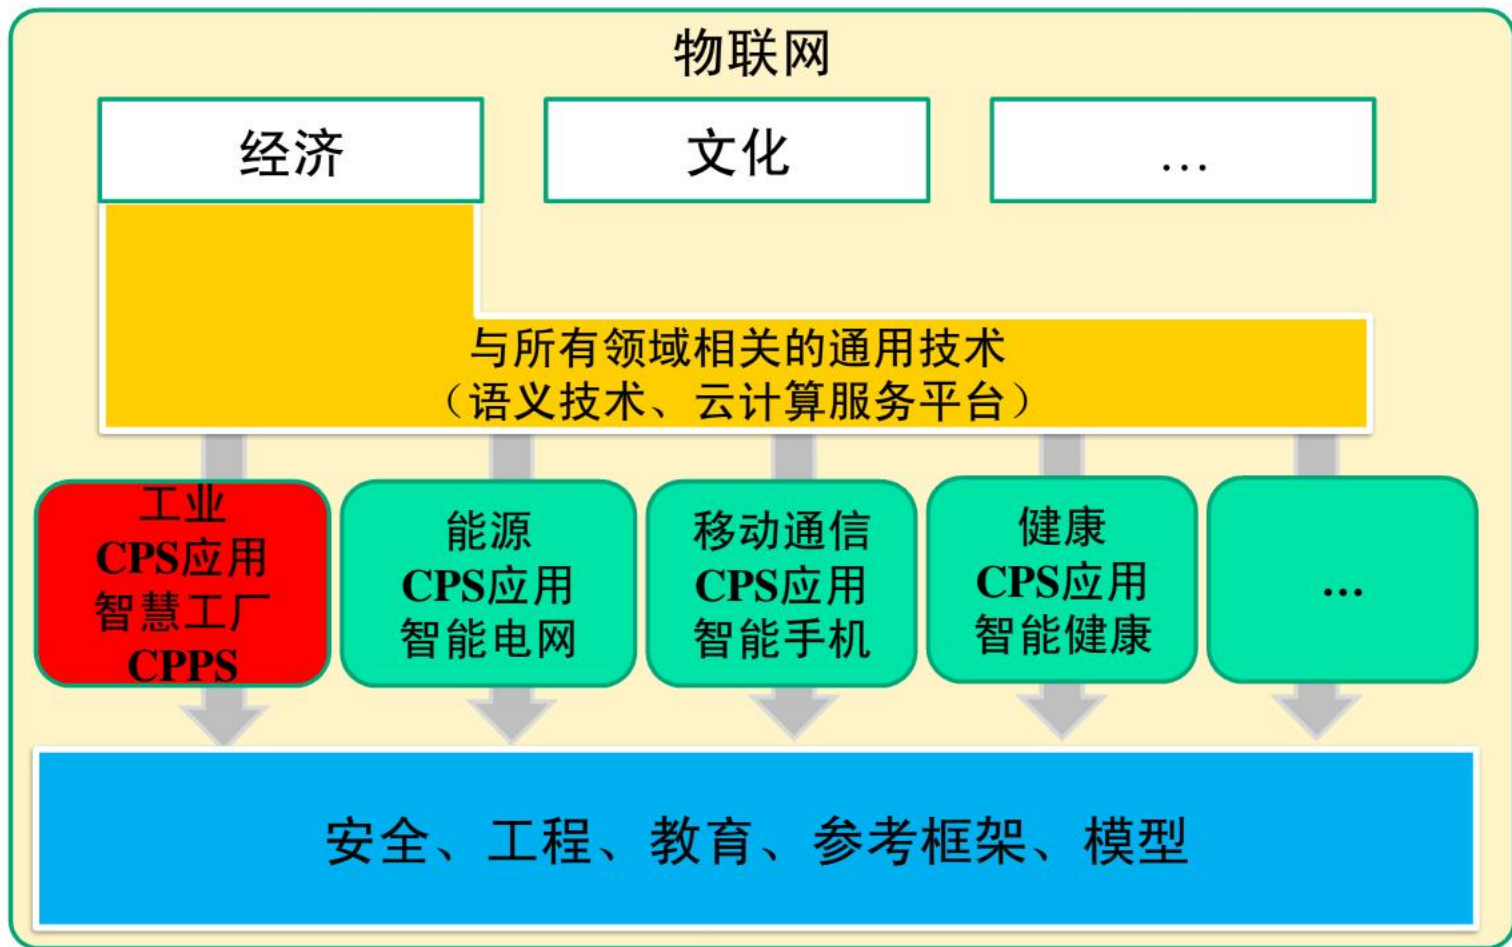 物联网
经济
文化
…
与所有领域相关的通用技术
（语义技术、云计算服务平台）
工业
CPS应用
智慧工厂
CPPS
能源
CPS应用
智能电网
移动通信
CPS应用
智能手机
健康
CPS应用
智能健康
...
安全、工程、教育、参考框架、模型